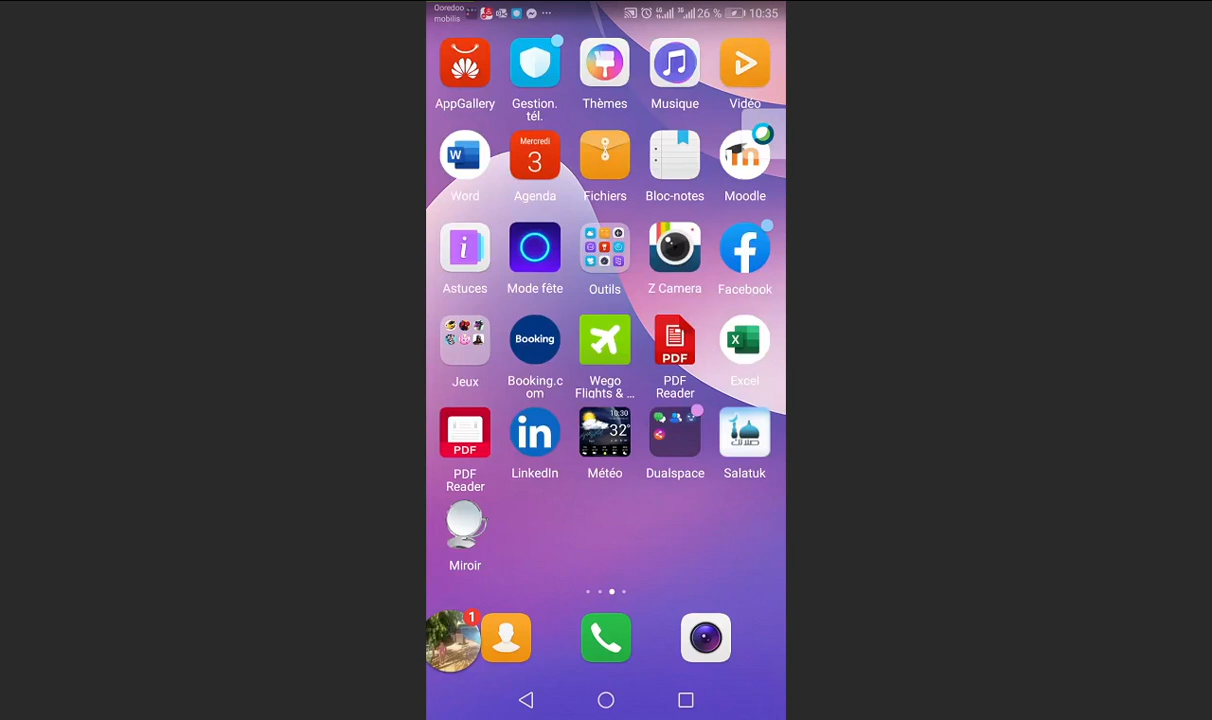 Ooredoo
mobilis
26 %
10:35
AppGallery
Gestion.
tél.
Thèmes
Musique
Vidéo
W
Word
Mercredi
3
Agenda
Fichiers
Bloc-notes
m
Moodle
i
Astuces
Mode fête
Outils
Z Camera
f
Facebook
Jeux
Booking
Booking.c
om
Wego
Flights & ...
PDF
PDF
Reader
X
Excel
PDF
PDF
Reader
in
LinkedIn
10:30
32°
Météo
Dualspace
Salatuk
Miroir
1